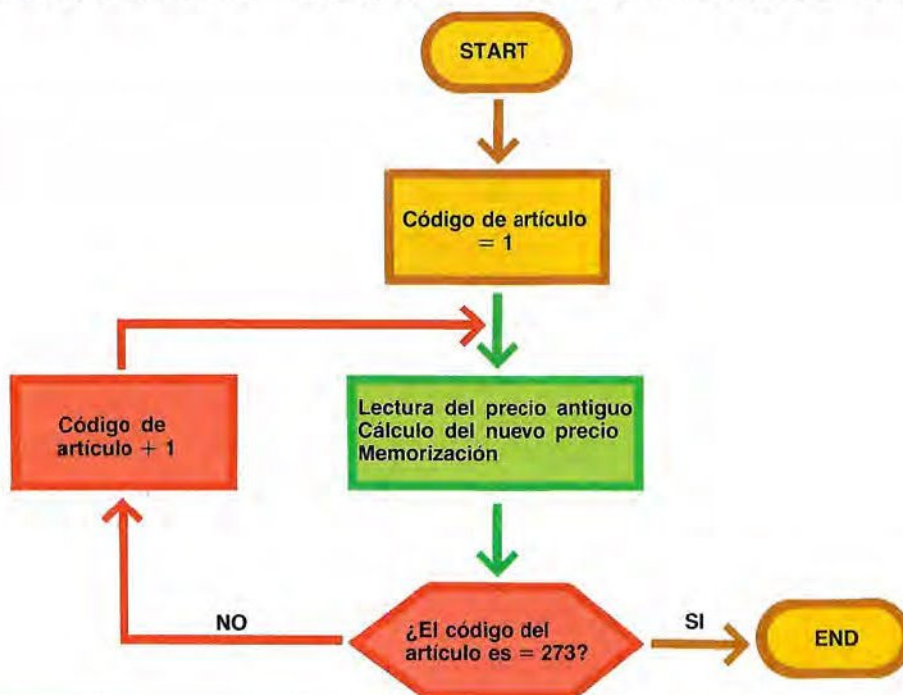 START
Código de artículo
= 1
Código de
artículo + 1
Lectura del precio antiguo
Cálculo del nuevo precio
Memorización
NO
¿El código del
artículo es = 273?
SI
END